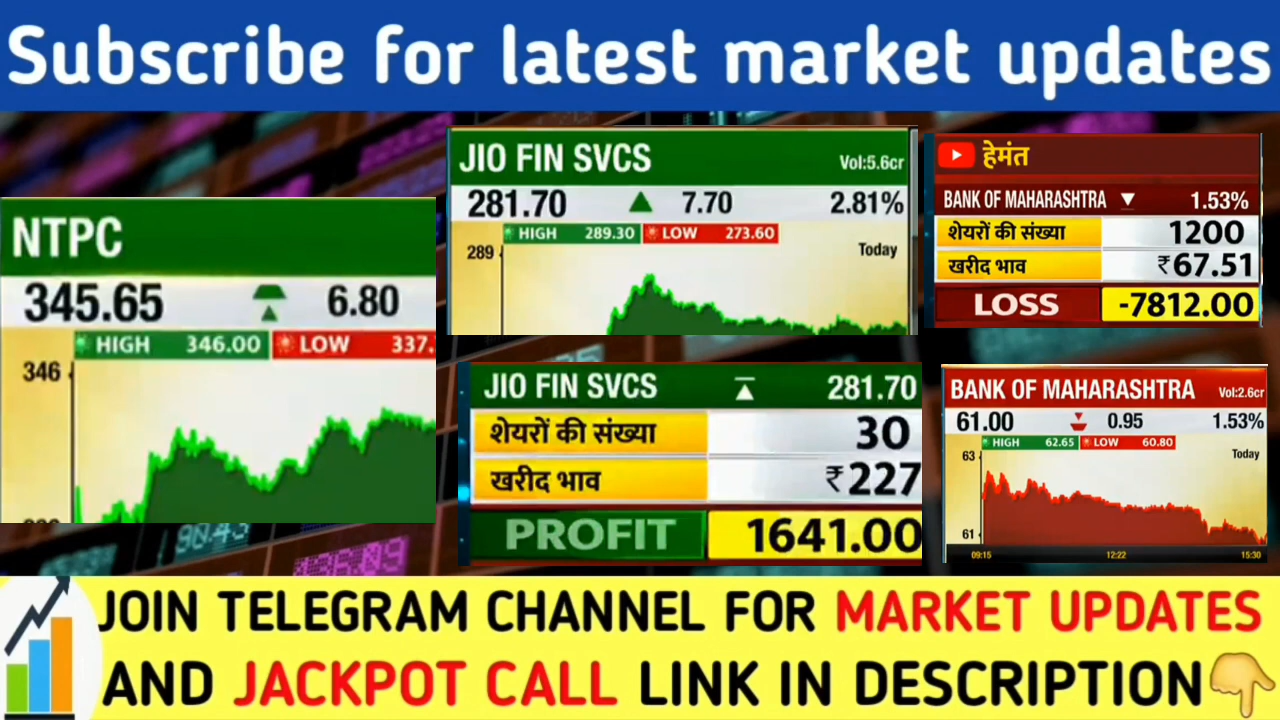 Subscribe for latest market updates
NTPC
345.65 6.80
HIGH 346.00 LOW 337.
346
JIO FIN SVCS Vol:5.6cr
281.70 7.70 2.81%
HIGH 289.30 LOW 273.60
289 Today
हेमंत
BANK OF MAHARASHTRA 1.53%
शेयरों की संख्या 1200
खरीद भाव ₹67.51
LOSS -7812.00
JIO FIN SVCS 281.70
शेयरों की संख्या 30
खरीद भाव ₹227
PROFIT 1641.00
BANK OF MAHARASHTRA Vol:2.6cr
61.00 0.95 1.53%
HIGH 62.65 LOW 60.80
63 Today
61
09:15 12:22 15:30
90.43
JOIN TELEGRAM CHANNEL FOR MARKET UPDATES
AND JACKPOT CALL LINK IN DESCRIPTION